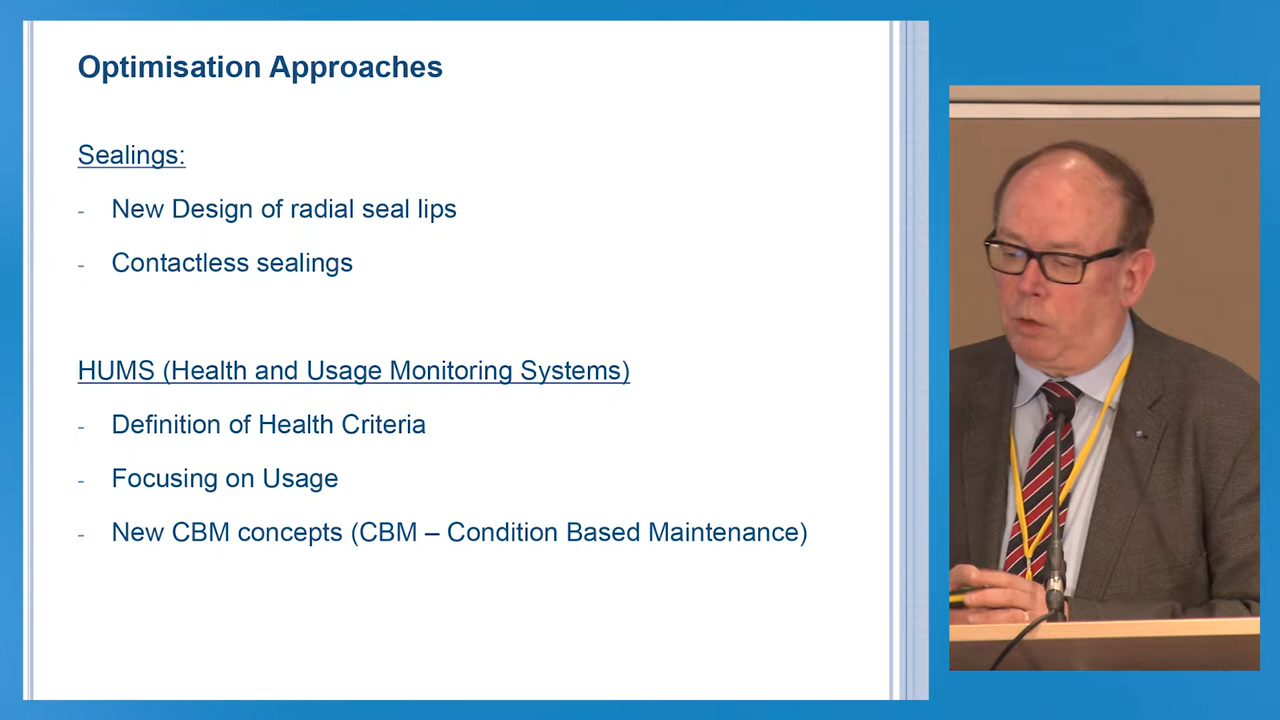 Optimisation Approaches
Sealings:
- New Design of radial seal lips
- Contactless sealings
HUMS (Health and Usage Monitoring Systems)
- Definition of Health Criteria
- Focusing on Usage
- New CBM concepts (CBM – Condition Based Maintenance)